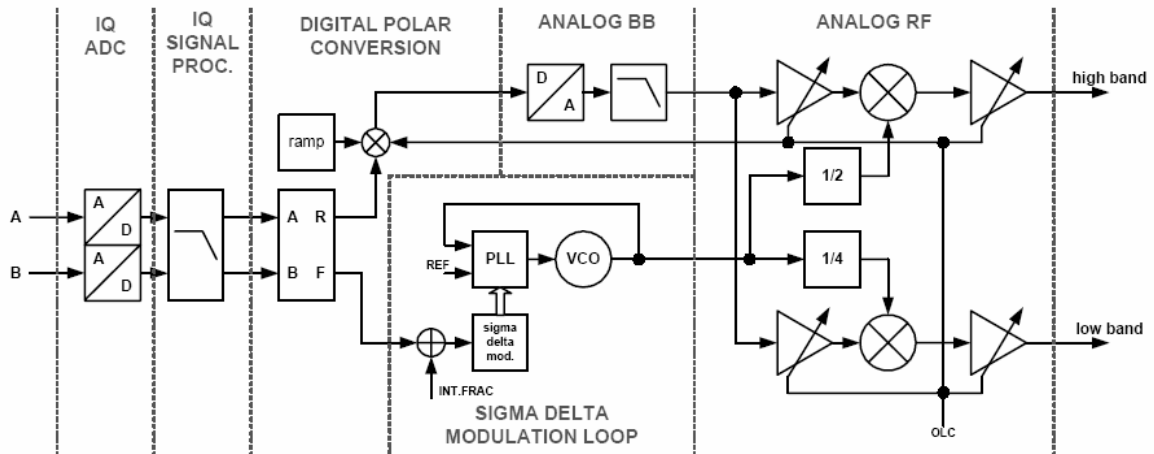 IQ
ADC
IQ
SIGNAL
PROC.
DIGITAL POLAR
CONVERSION
ANALOG BB
ANALOG RF
D
A
high band
ramp
1/2
A
A
D
A R
B
A
D
B F
REF
PLL
VCO
1/4
sigma
delta
mod.
low band
INT.FRAC
SIGMA DELTA
MODULATION LOOP
OLC